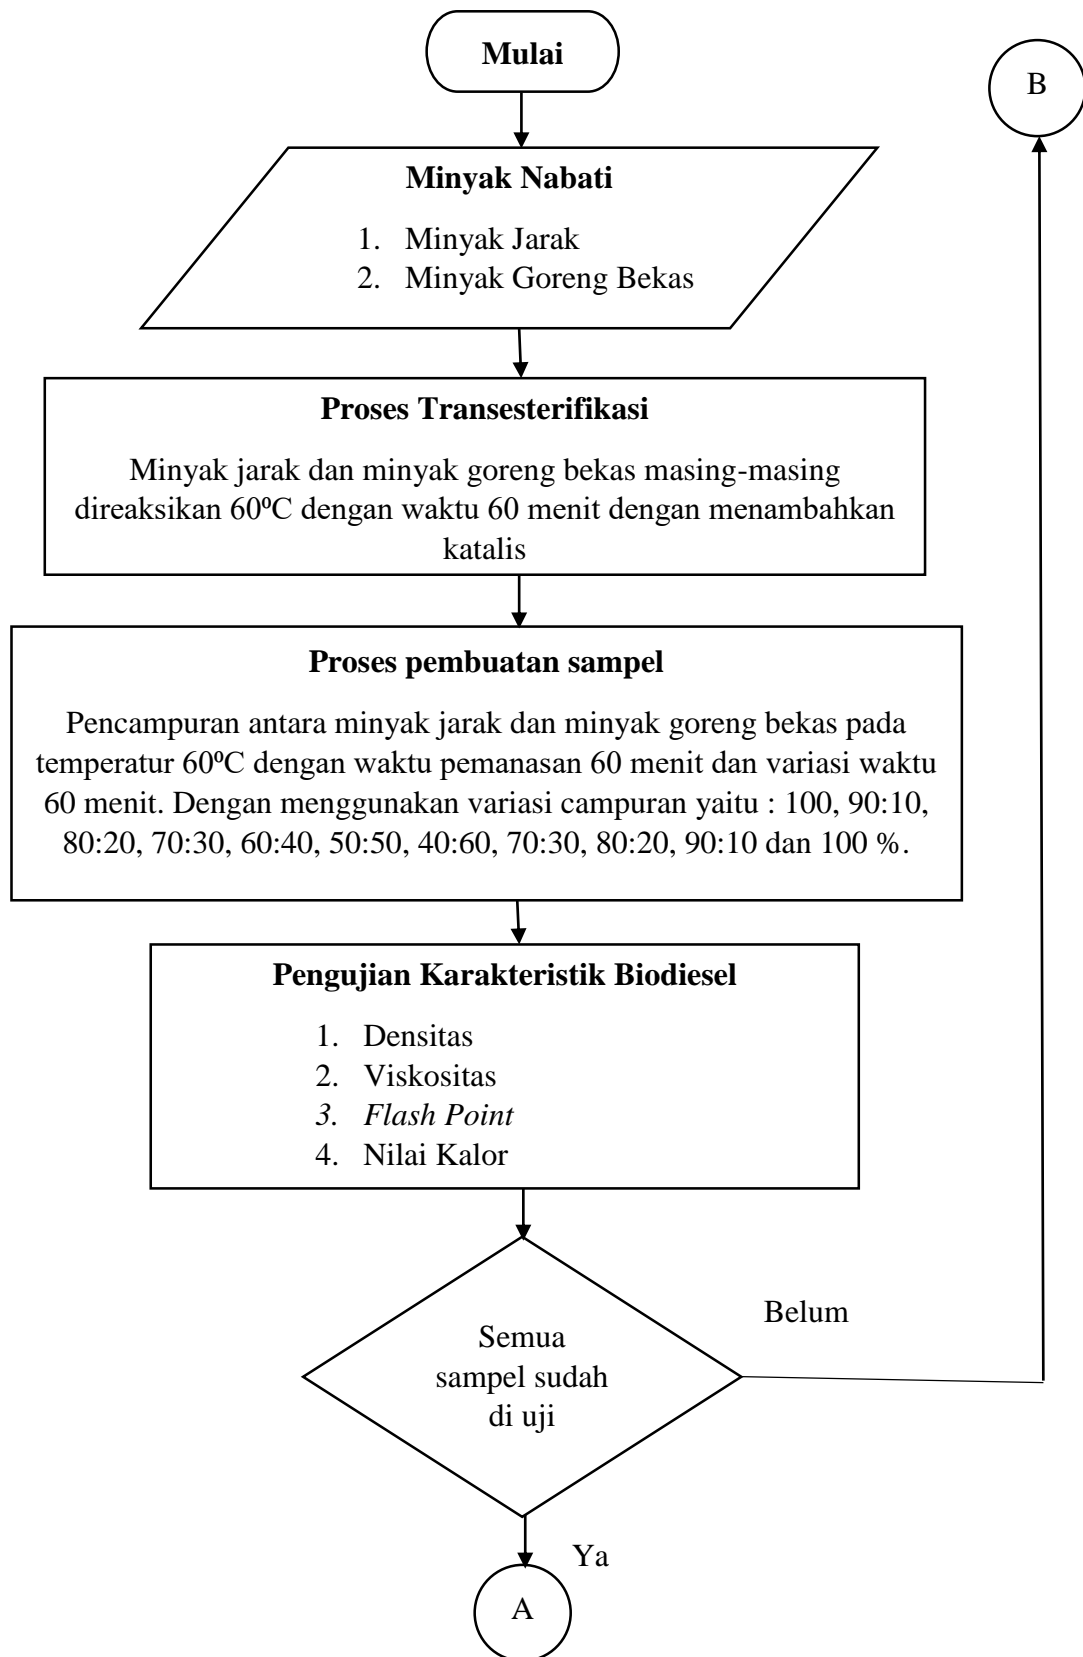 Mulai
B
Minyak Nabati
1. Minyak Jarak
2. Minyak Goreng Bekas
Proses Transesterifikasi
Minyak jarak dan minyak goreng bekas masing-masing
direaksikan 60⁰C dengan waktu 60 menit dengan menambahkan
katalis
Proses pembuatan sampel
Pencampuran antara minyak jarak dan minyak goreng bekas pada
temperatur 60⁰C dengan waktu pemanasan 60 menit dan variasi waktu
60 menit. Dengan menggunakan variasi campuran yaitu : 100, 90:10,
80:20, 70:30, 60:40, 50:50, 40:60, 70:30, 80:20, 90:10 dan 100 %.
Pengujian Karakteristik Biodiesel
1. Densitas
2. Viskositas
3. Flash Point
4. Nilai Kalor
Belum
Semua
sampel sudah
di uji
Ya
A